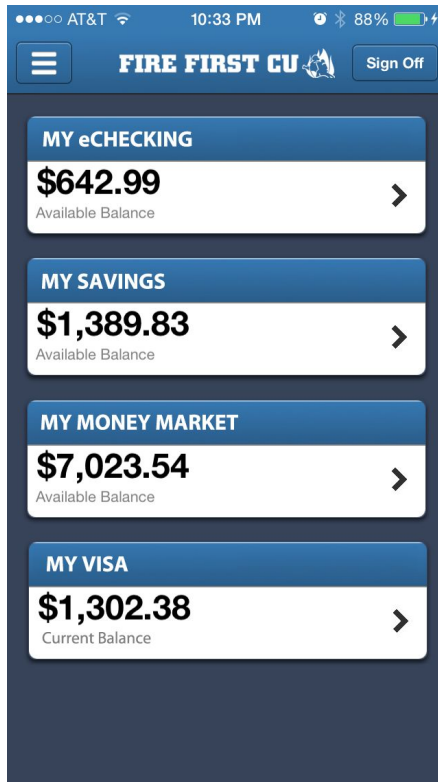 AT&T 10:33 PM 88%
FIRE FIRST CU Sign Off
MY eCHECKING
$642.99
Available Balance
MY SAVINGS
$1,389.83
Available Balance
MY MONEY MARKET
$7,023.54
Available Balance
MY VISA
$1,302.38
Current Balance